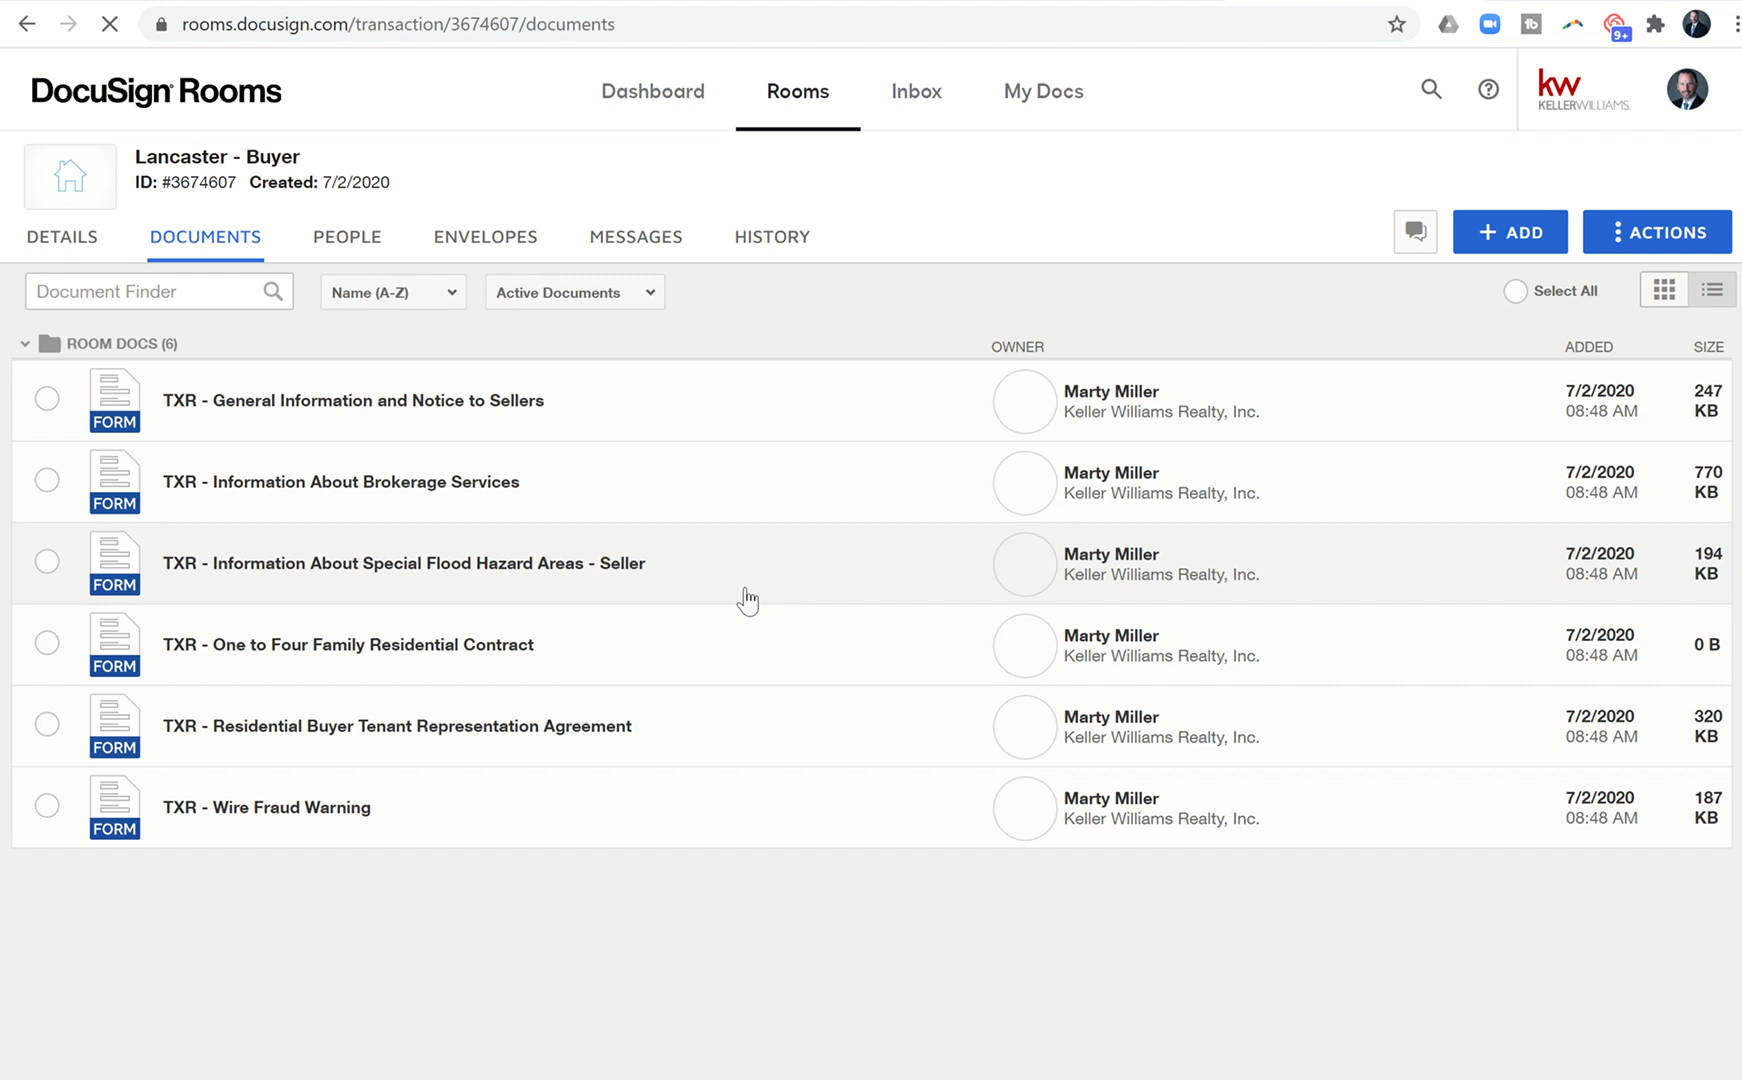 rooms.docusign.com/transaction/3674607/documents
tb
9+
DocuSign Rooms
Dashboard
Rooms
Inbox
My Docs
kw
KELLERWILLIAMS.
Lancaster - Buyer
ID: #3674607 Created: 7/2/2020
DETAILS
DOCUMENTS
PEOPLE
ENVELOPES
MESSAGES
HISTORY
+ ADD
ACTIONS
Document Finder
Name (A-Z)
Active Documents
Select All
ROOM DOCS (6)
OWNER
ADDED
SIZE
FORM
TXR - General Information and Notice to Sellers
Marty Miller
Keller Williams Realty, Inc.
7/2/2020
08:48 AM
247
KB
FORM
TXR - Information About Brokerage Services
Marty Miller
Keller Williams Realty, Inc.
7/2/2020
08:48 AM
770
KB
FORM
TXR - Information About Special Flood Hazard Areas - Seller
Marty Miller
Keller Williams Realty, Inc.
7/2/2020
08:48 AM
194
KB
FORM
TXR - One to Four Family Residential Contract
Marty Miller
Keller Williams Realty, Inc.
7/2/2020
08:48 AM
0 B
FORM
TXR - Residential Buyer Tenant Representation Agreement
Marty Miller
Keller Williams Realty, Inc.
7/2/2020
08:48 AM
320
KB
FORM
TXR - Wire Fraud Warning
Marty Miller
Keller Williams Realty, Inc.
7/2/2020
08:48 AM
187
KB